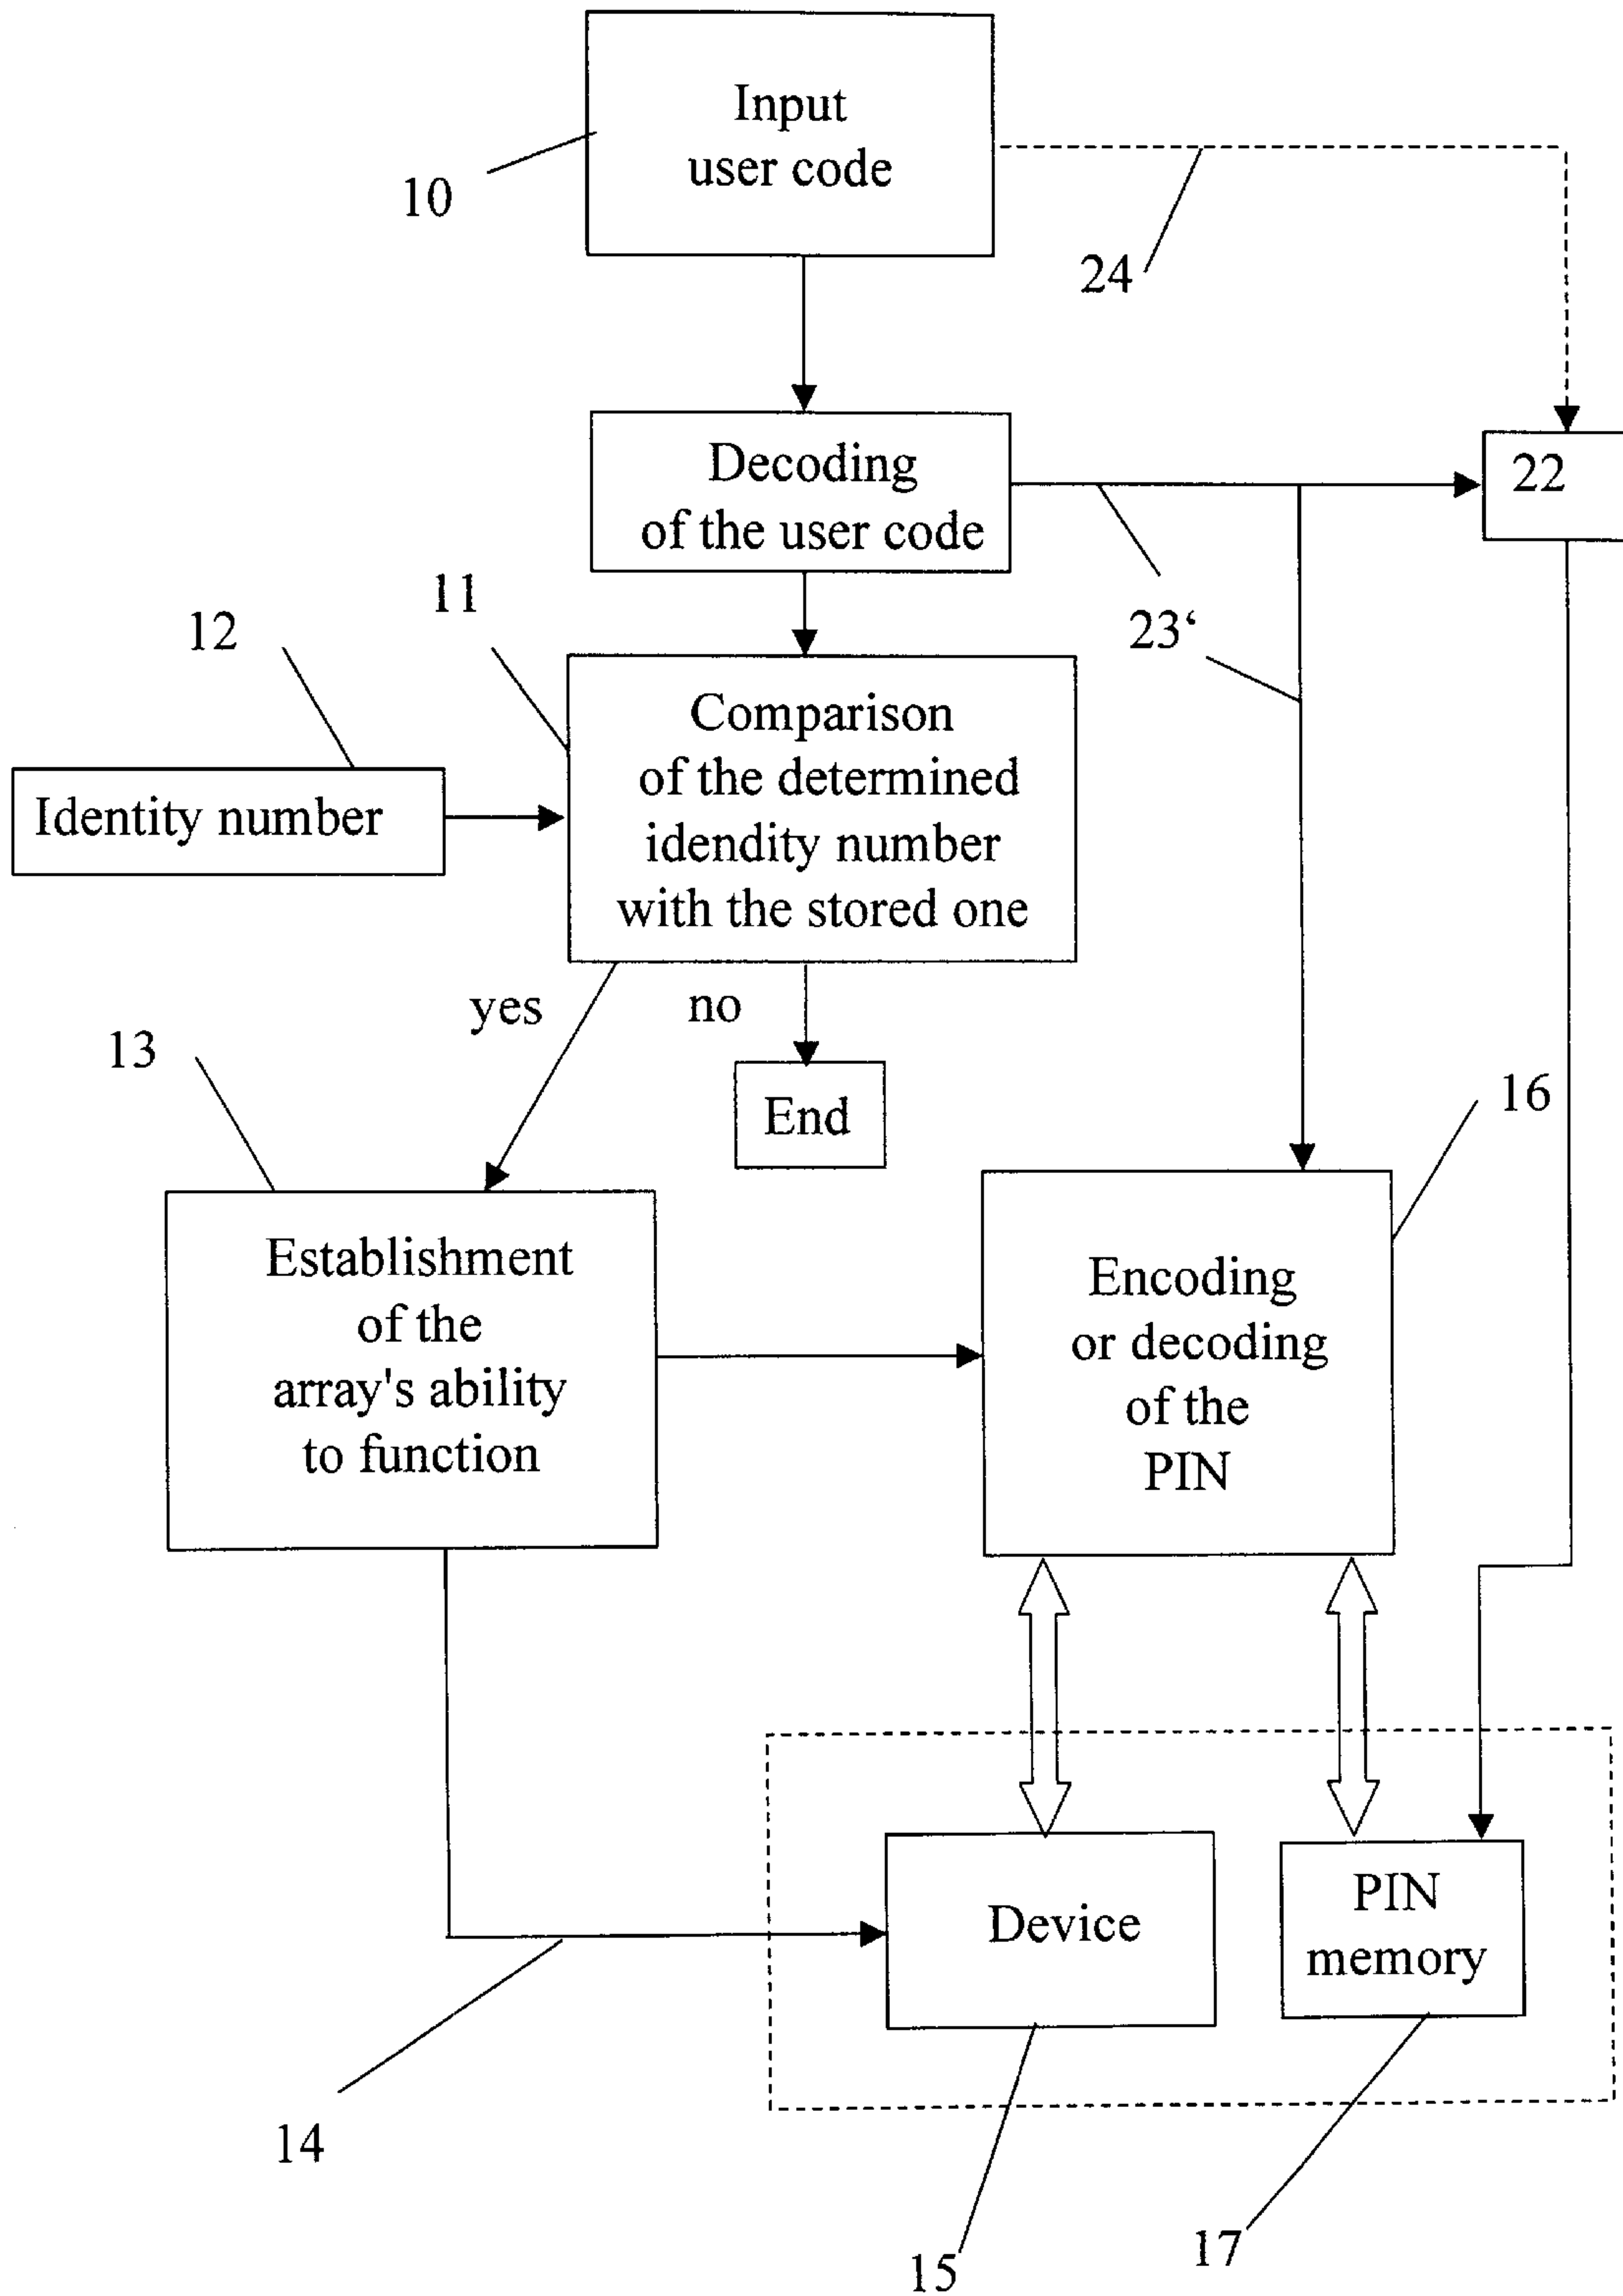 Input
user code
10
24
Decoding
of the user code
22
11
12
23‘
Comparison
of the determined
idendity number
with the stored one
Identity number
yes
no
13
End
16
Establishment
of the
array's ability
to function
Encoding
or decoding
of the
PIN
Device
PIN
memory
14
15
17